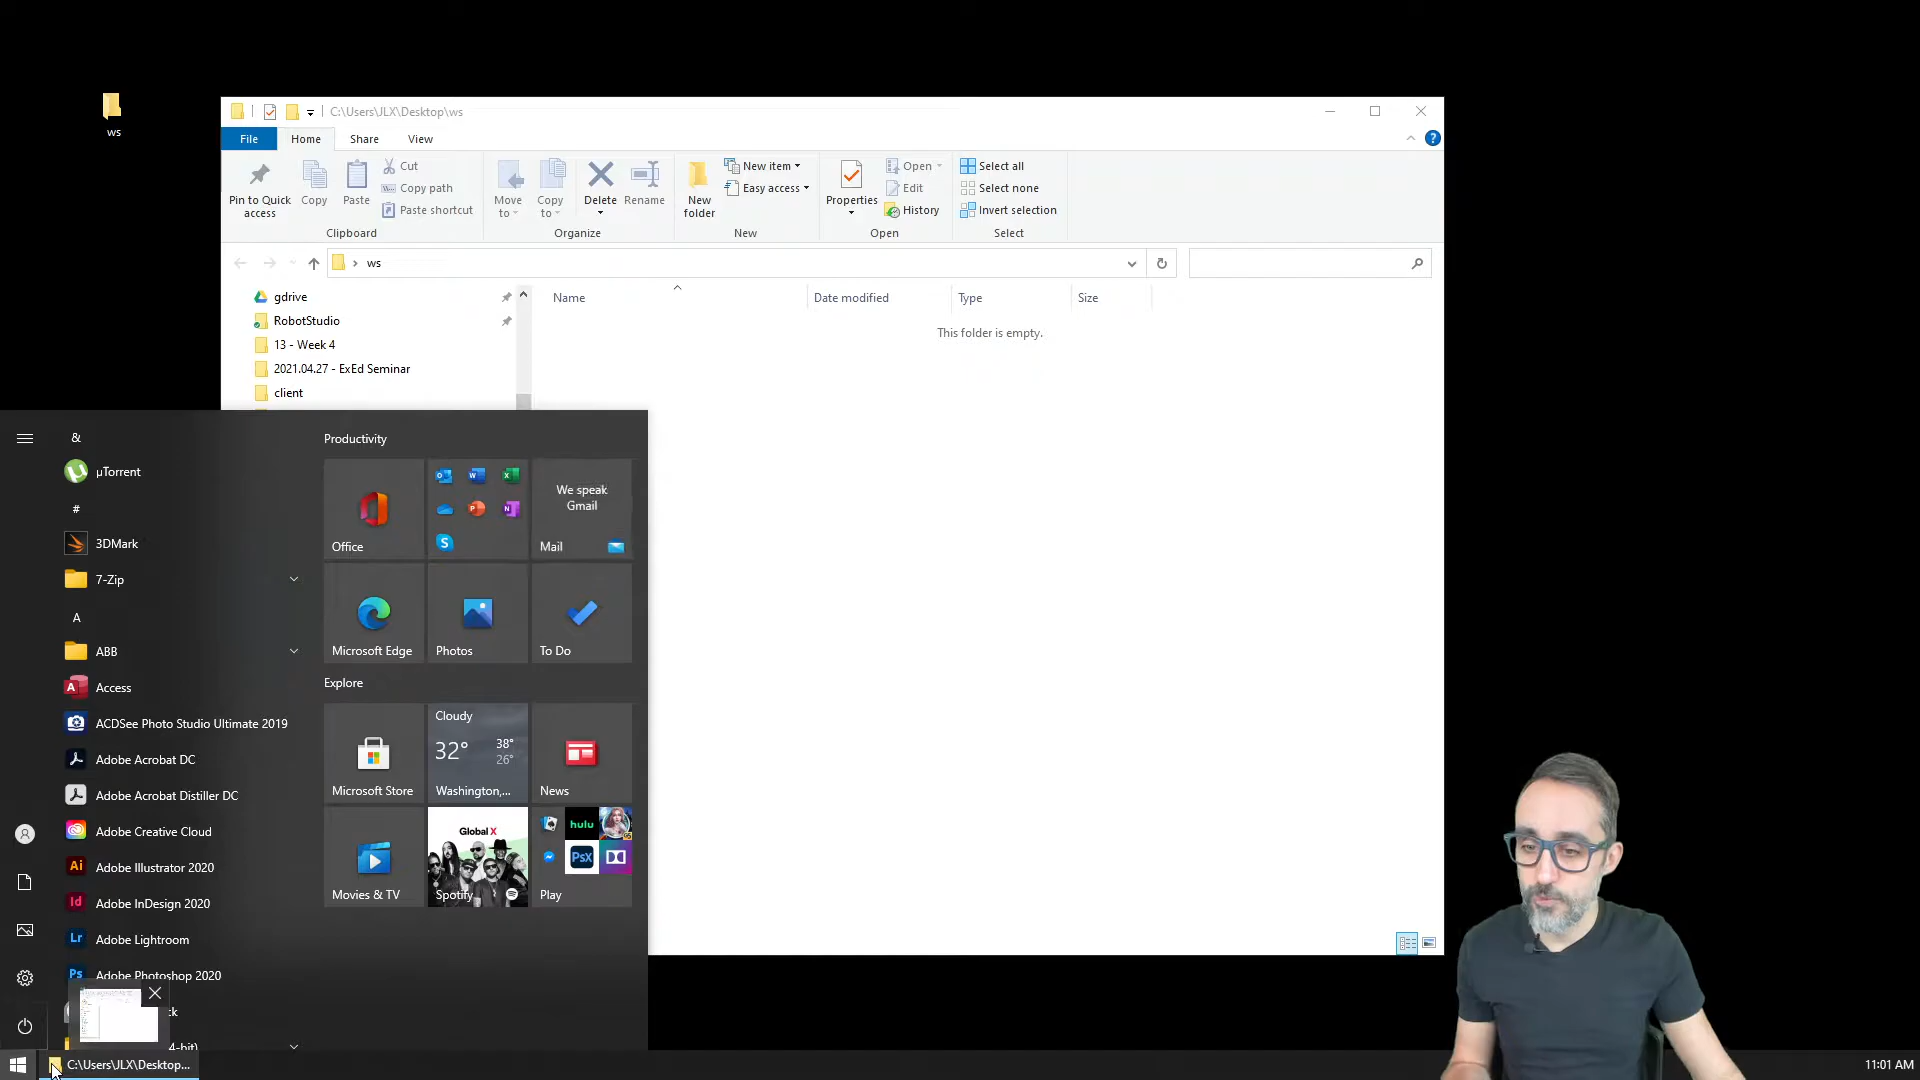 ws
C:\Users\JLX\Desktop\ws
File
Home
Share
View
Pin to Quick access
Copy
Paste
Cut
Copy path
Paste shortcut
Clipboard
Move to
Copy to
Delete
Rename
Organize
New folder
New item
Easy access
New
Properties
Open
Edit
History
Open
Select all
Select none
Invert selection
Select
ws
Name
Date modified
Type
Size
This folder is empty.
gdrive
RobotStudio
13 - Week 4
2021.04.27 - ExEd Seminar
client
&
µTorrent
#
3DMark
7-Zip
A
ABB
Access
ACDSee Photo Studio Ultimate 2019
Adobe Acrobat DC
Adobe Acrobat Distiller DC
Adobe Creative Cloud
Adobe Illustrator 2020
Adobe InDesign 2020
Adobe Lightroom
Adobe Photoshop 2020
Productivity
Office
We speak
Gmail
Mail
Microsoft Edge
Photos
To Do
Explore
Microsoft Store
Cloudy
32°
38°
26°
Washington,...
News
Movies & TV
Global X
Spotify
hulu
PsX
Play
C:\Users\JLX\Desktop...
11:01 AM